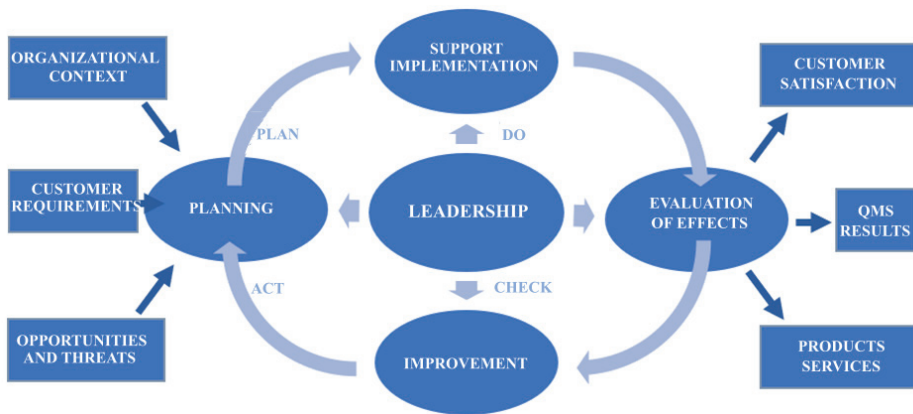 ORGANIZATIONAL
CONTEXT
SUPPORT
IMPLEMENTATION
CUSTOMER
SATISFACTION
PLAN
DO
CUSTOMER
REQUIREMENTS
PLANNING
LEADERSHIP
EVALUATION
OF EFFECTS
QMS
RESULTS
ACT
CHECK
OPPORTUNITIES
AND THREATS
IMPROVEMENT
PRODUCTS
SERVICES